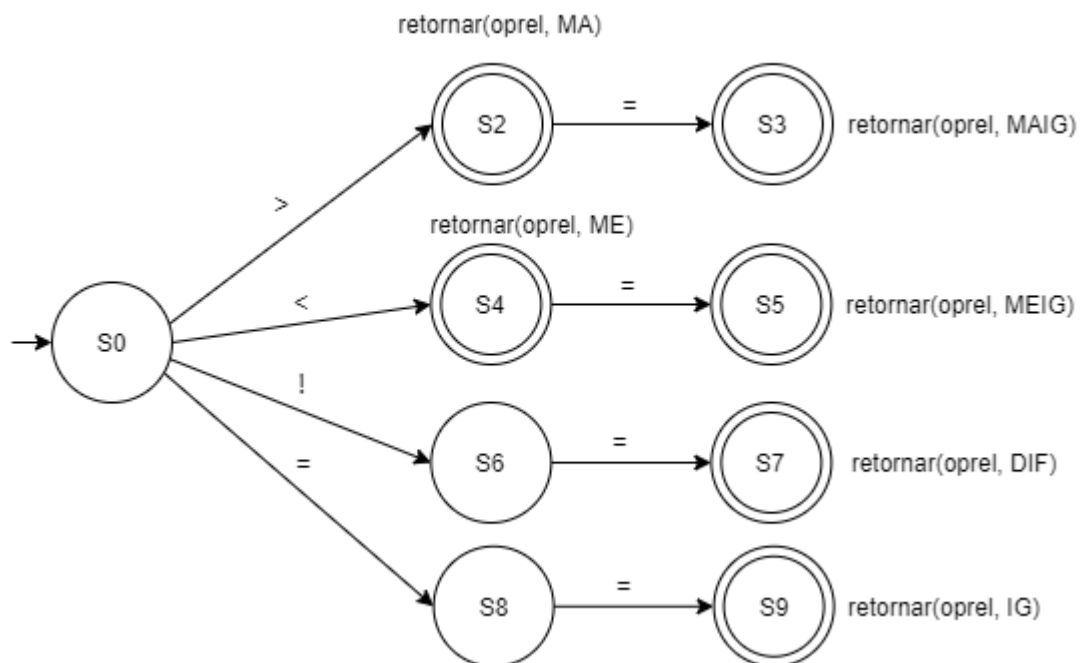 retornar(oprel, MA)
S2
=
S3
retornar(oprel, MAIG)
>
retornar(oprel, ME)
S0
<
S4
=
S5
retornar(oprel, MEIG)
!
S6
=
S7
retornar(oprel, DIF)
=
S8
=
S9
retornar(oprel, IG)